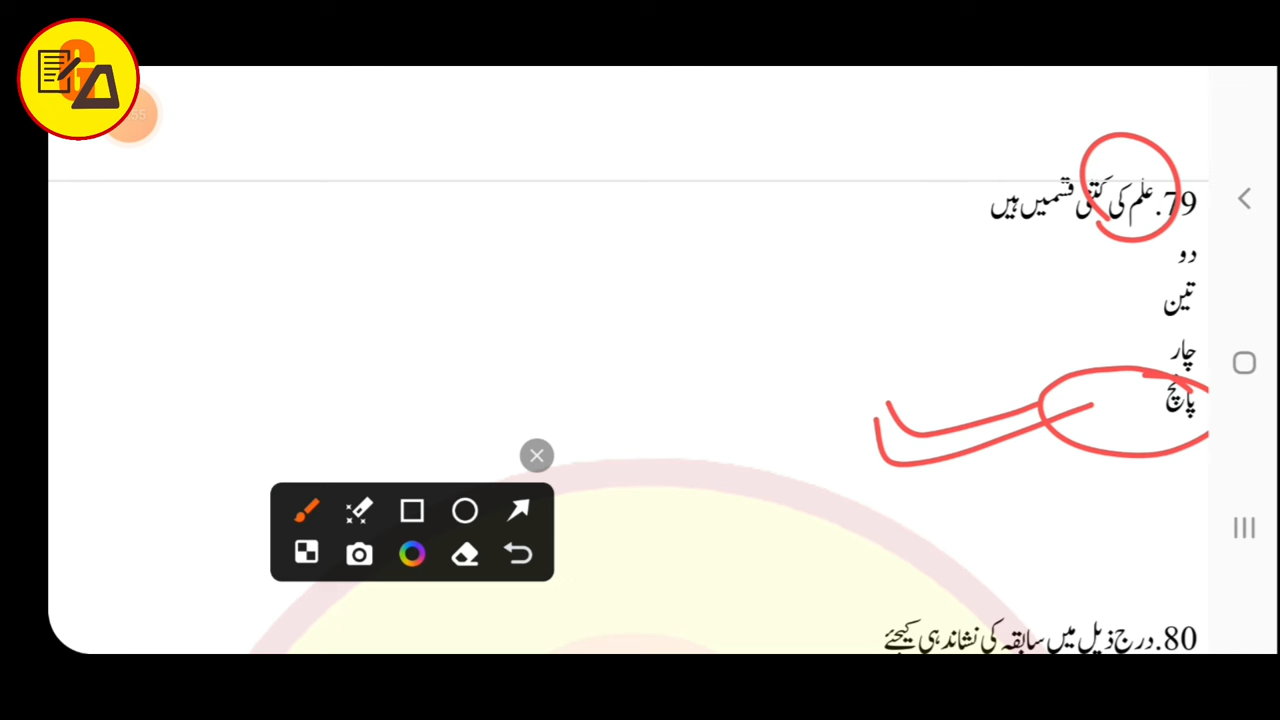 79.علم کی کتنی قسمیں ہیں
دو
تین
چار
پانچ
80.درج ذیل میں سابقہ کی نشاندہی کیجئے